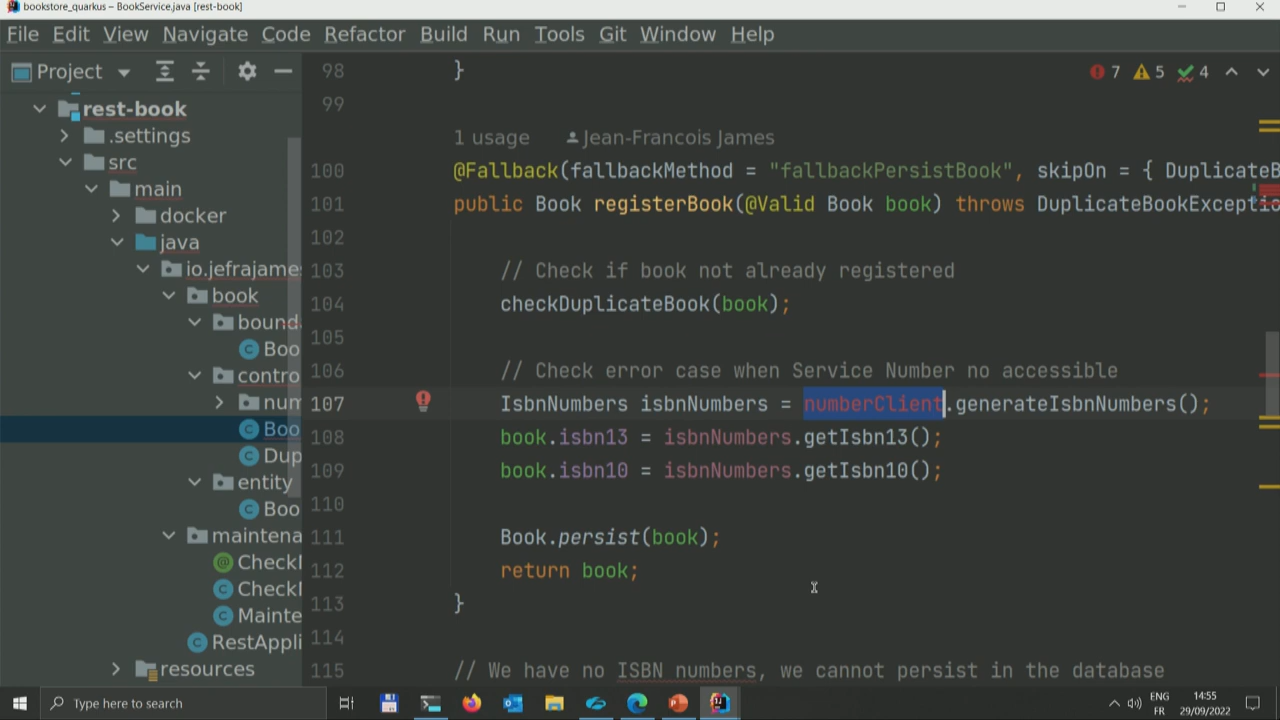 bookstore_quarkus – BookService.java [rest-book]
File Edit View Navigate Code Refactor Build Run Tools Git Window Help
Project
98 }
7 5 4
99
rest-book
.settings
src
main
docker
java
io.jefrajame
book
bound
Boo
contro
num
Boo
Dup
entity
Boo
maintena
CheckI
CheckI
Mainte
RestAppli
resources
1 usage Jean-Francois James
100 @Fallback(fallbackMethod = "fallbackPersistBook", skipOn = { DuplicateB
101 public Book registerBook(@Valid Book book) throws DuplicateBookExceptio
102
103 // Check if book not already registered
104 checkDuplicateBook(book);
105
106 // Check error case when Service Number no accessible
107 IsbnNumbers isbnNumbers = numberClient.generateIsbnNumbers();
108 book.isbn13 = isbnNumbers.getIsbn13();
109 book.isbn10 = isbnNumbers.getIsbn10();
110
111 Book.persist(book);
112 return book;
113 }
114
115 // We have no ISBN numbers, we cannot persist in the database
Type here to search
ENG
FR
14:55
29/09/2022